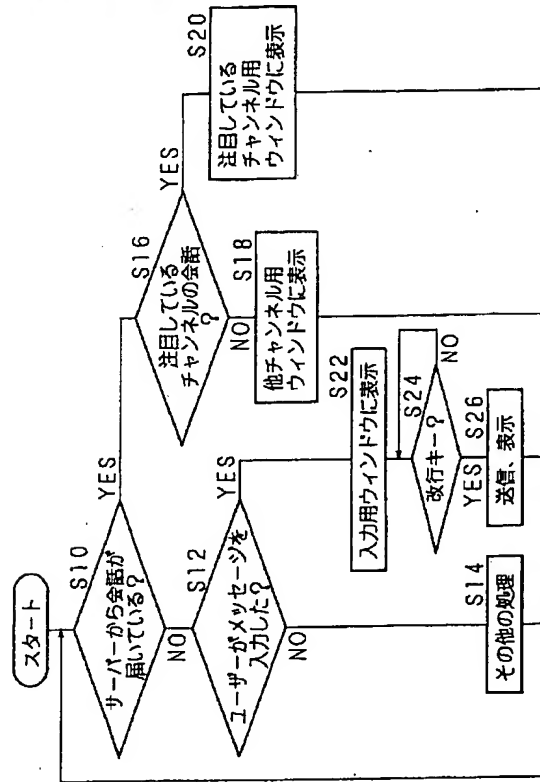 スタート
S10
サーバーから会話が
届いている?
YES
NO
S12
ユーザーがメッセージを
入力した?
YES
NO
S14
その他の処理
S16
注目している
チャンネルの会話
?
YES
NO
S18
他チャンネル用
ウィンドウに表示
S20
注目している
チャンネル用
ウィンドウに表示
S22
入力用ウィンドウに表示
S24
改行キー?
NO
YES
S26
送信、表示